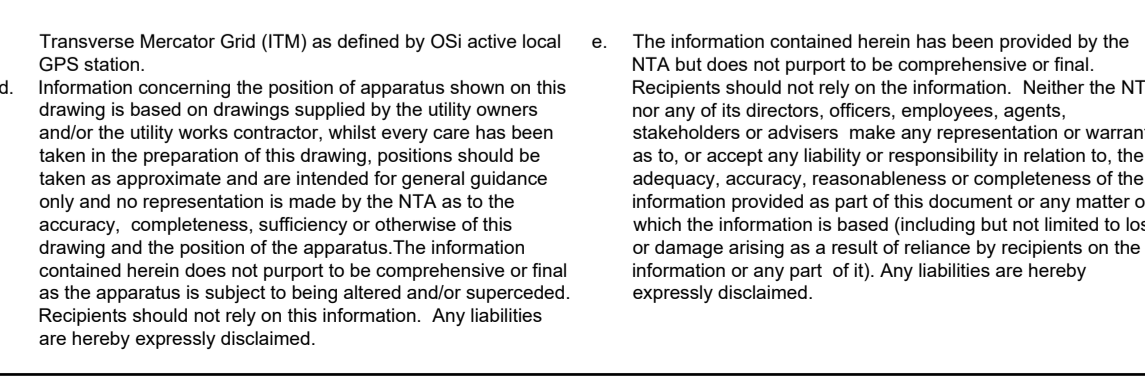 Transverse Mercator Grid (ITM) as defined by OSi active local
GPS station.
d. Information concerning the position of apparatus shown on this
drawing is based on drawings supplied by the utility owners
and/or the utility works contractor, whilst every care has been
taken in the preparation of this drawing, positions should be
taken as approximate and are intended for general guidance
only and no representation is made by the NTA as to the
accuracy, completeness, sufficiency or otherwise of this
drawing and the position of the apparatus.The information
contained herein does not purport to be comprehensive or final
as the apparatus is subject to being altered and/or superceded.
Recipients should not rely on this information. Any liabilities
are hereby expressly disclaimed.
e. The information contained herein has been provided by the
NTA but does not purport to be comprehensive or final.
Recipients should not rely on the information. Neither the NT
nor any of its directors, officers, employees, agents,
stakeholders or advisers make any representation or warran
as to, or accept any liability or responsibility in relation to, the
adequacy, accuracy, reasonableness or completeness of the
information provided as part of this document or any matter o
which the information is based (including but not limited to los
or damage arising as a result of reliance by recipients on the
information or any part of it). Any liabilities are hereby
expressly disclaimed.